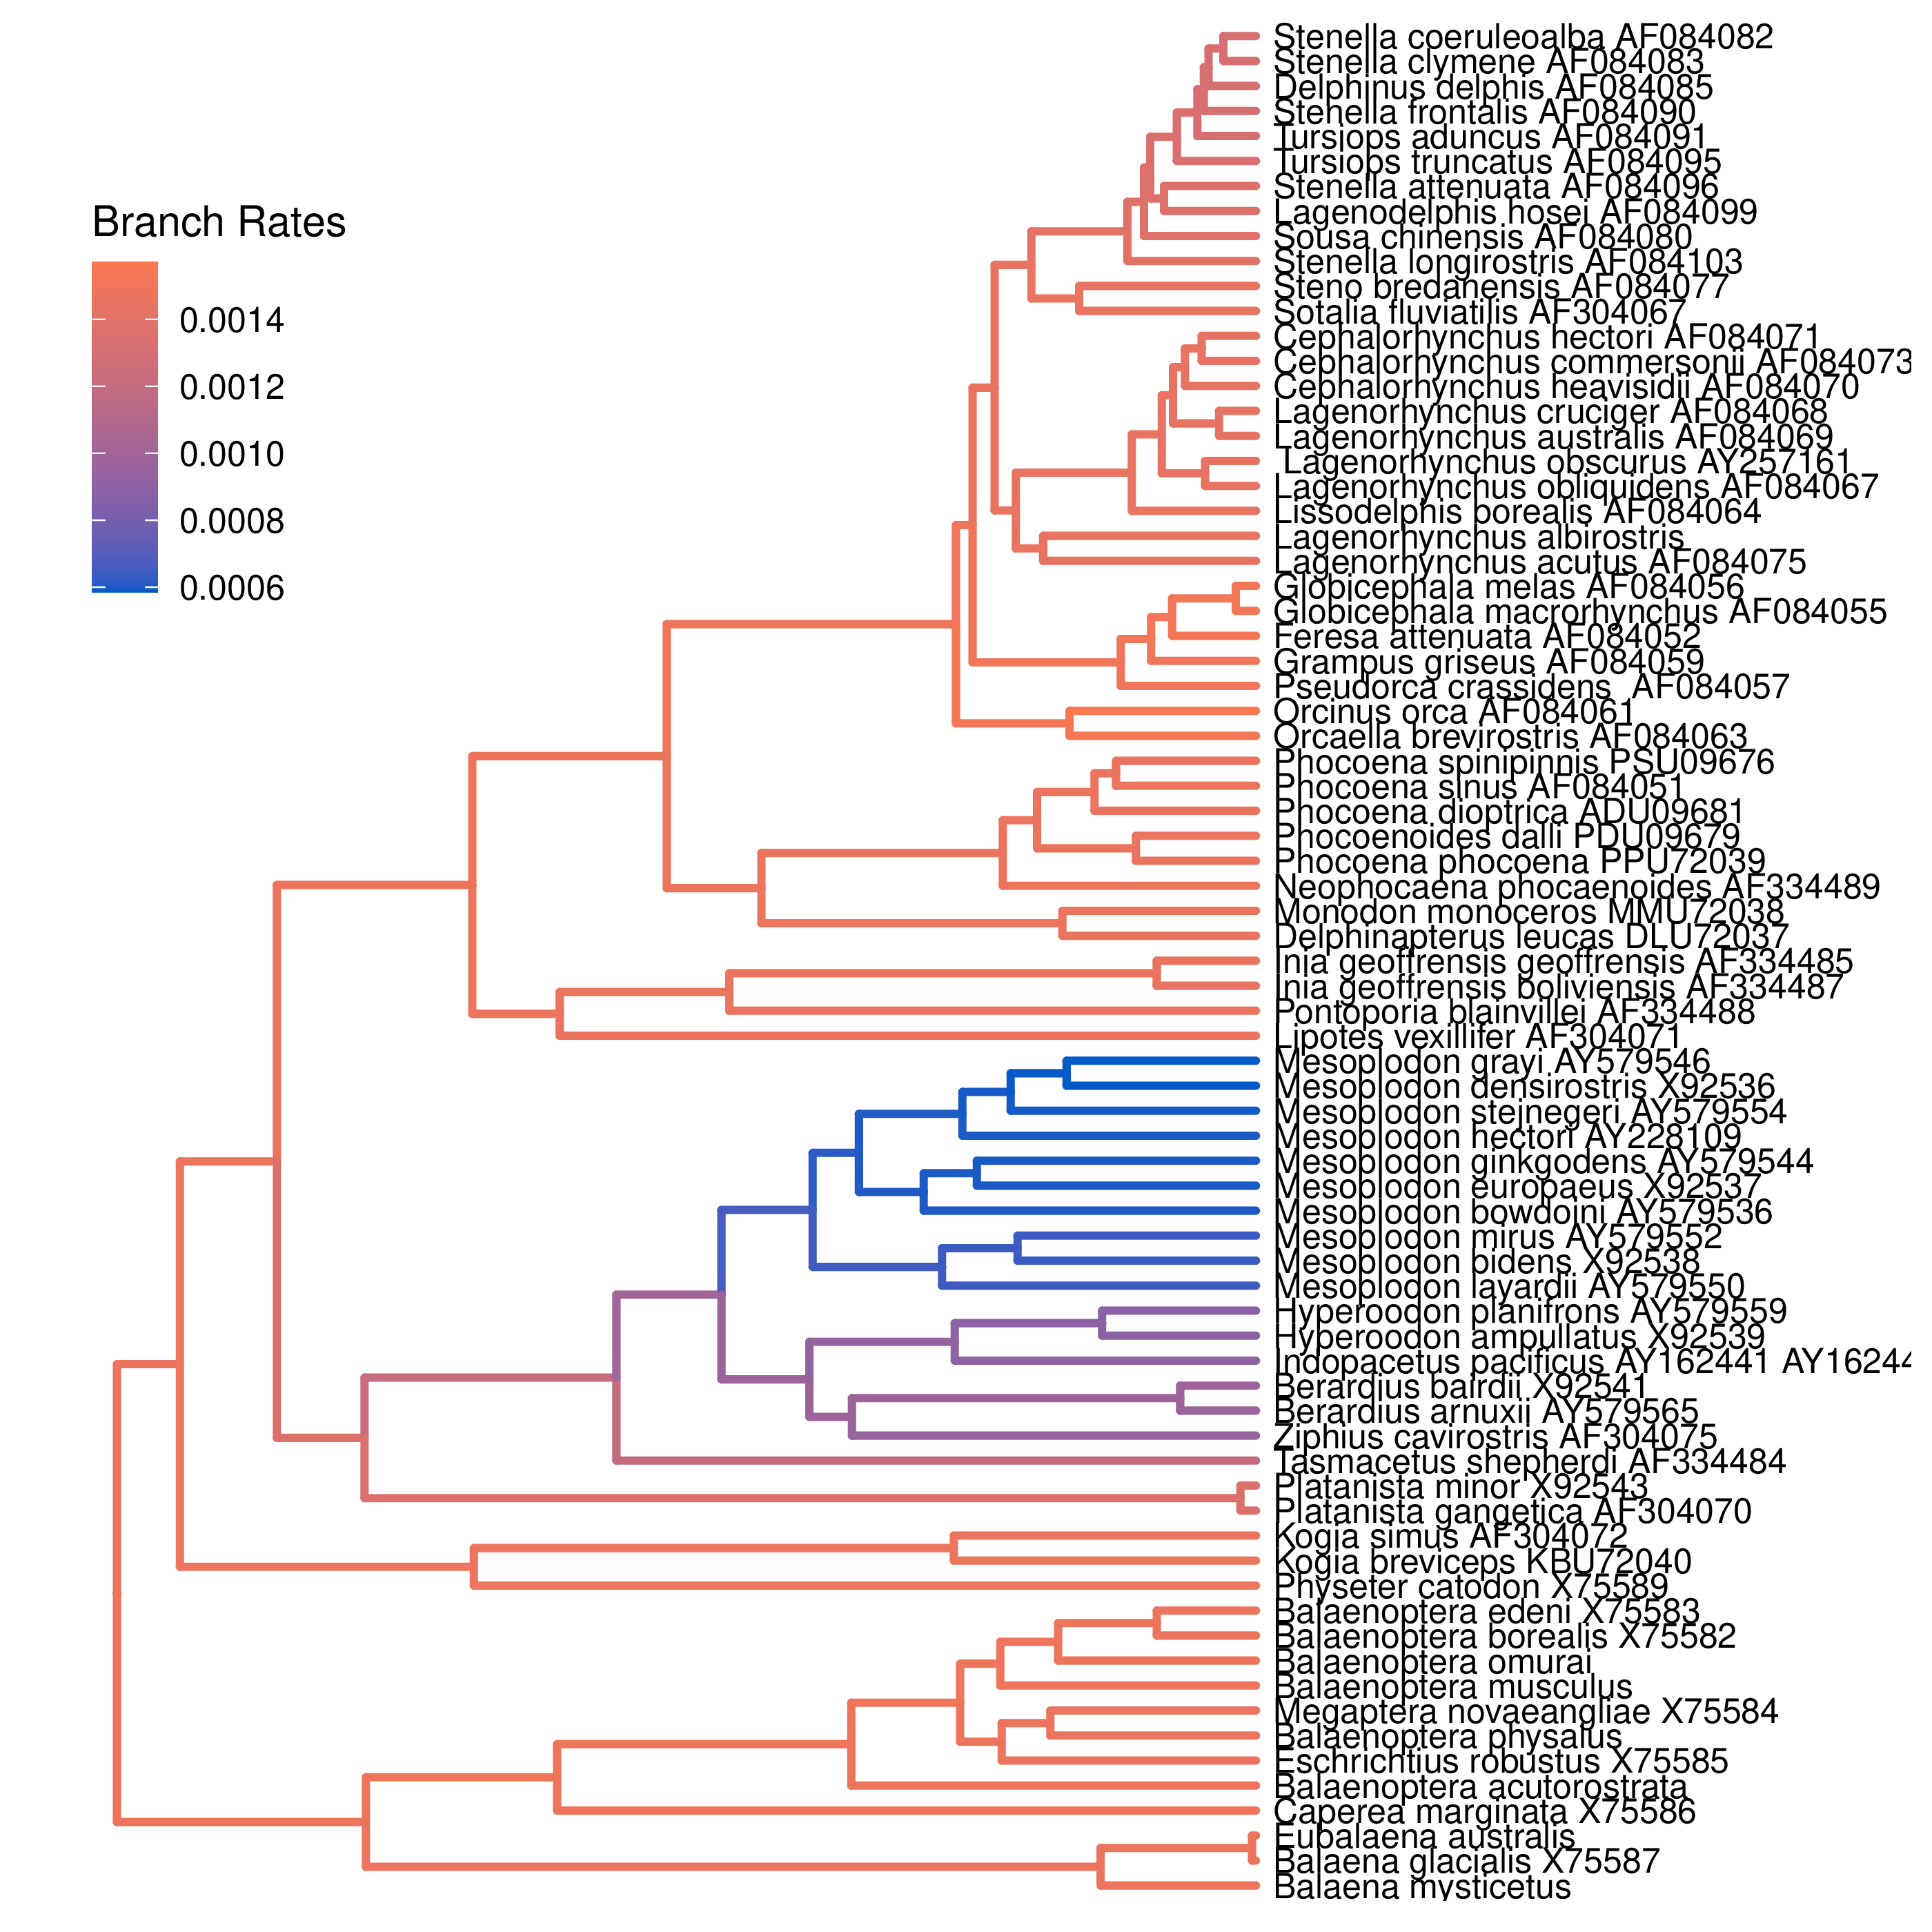 Branch Rates
0.0014
0.0012
0.0010
0.0008
0.0006
Stenella coeruleoalba AF084082
Stenella clymene AF084083
Delphinus delphis AF084085
Stenella frontalis AF084090
Tursiops aduncus AF084091
Tursiops truncatus AF084095
Stenella attenuata AF084096
Lagenodelphis hosei AF084099
Sousa chinensis AF084080
Stenella longirostris AF084103
Steno bredanensis AF084077
Sotalia fluviatilis AF304067
Cephalorhynchus hectori AF084071
Cephalorhynchus commersonii AF084073
Cephalorhynchus heavisidii AF084070
Lagenorhynchus cruciger AF084068
Lagenorhynchus australis AF084069
Lagenorhynchus obscurus AY257161
Lagenorhynchus obliquidens AF084067
Lissodelphis borealis AF084064
Lagenorhynchus albirostris
Lagenorhynchus acutus AF084075
Globicephala melas AF084056
Globicephala macrorhynchus AF084055
Feresa attenuata AF084052
Grampus griseus AF084059
Pseudorca crassidens AF084057
Orcinus orca AF084061
Orcaella brevirostris AF084063
Phocoena spinipinnis PSU09676
Phocoena sinus AF084051
Phocoena dioptrica ADU09681
Phocoenoides dalli PDU09679
Phocoena phocoena PPU72039
Neophocaena phocaenoides AF334489
Monodon monoceros MMU72038
Delphinapterus leucas DLU72037
Inia geoffrensis geoffrensis AF334485
Inia geoffrensis boliviensis AF334487
Pontoporia blainvillei AF334488
Lipotes vexillifer AF304071
Mesoplodon grayi AY579546
Mesoplodon densirostris X92536
Mesoplodon stejnegeri AY579554
Mesoplodon hectori AY228109
Mesoplodon ginkgodens AY579544
Mesoplodon europaeus X92537
Mesoplodon bowdoini AY579536
Mesoplodon mirus AY579552
Mesoplodon bidens X92538
Mesoplodon layardii AY579550
Hyperoodon planifrons AY579559
Hyperoodon ampullatus X92539
Indopacetus pacificus AY162441 AY16244
Berardius bairdii X92541
Berardius arnuxii AY579565
Ziphius cavirostris AF304075
Tasmacetus shepherdi AF334484
Platanista minor X92543
Platanista gangetica AF304070
Kogia simus AF304072
Kogia breviceps KBU72040
Physeter catodon X75589
Balaenoptera edeni X75583
Balaenoptera borealis X75582
Balaenoptera omurai
Balaenoptera musculus
Megaptera novaeangliae X75584
Balaenoptera physalus
Eschrichtius robustus X75585
Balaenoptera acutorostrata
Caperea marginata X75586
Eubalaena australis
Balaena glacialis X75587
Balaena mysticetus